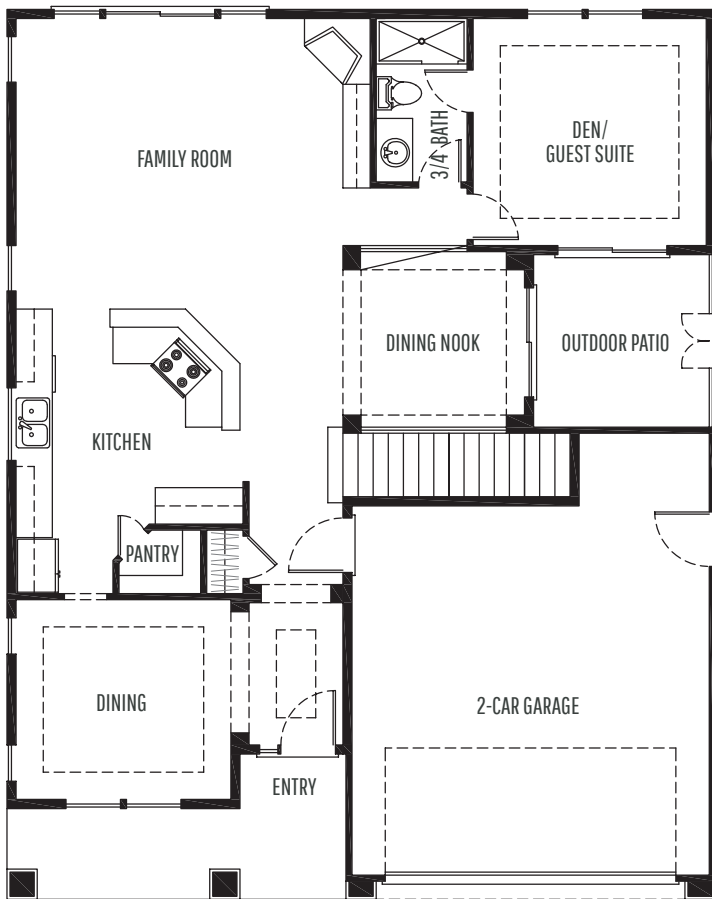 FAMILY ROOM
3/4 BATH
DEN/
GUEST SUITE
DINING NOOK
OUTDOOR PATIO
KITCHEN
PANTRY
DINING
2-CAR GARAGE
ENTRY